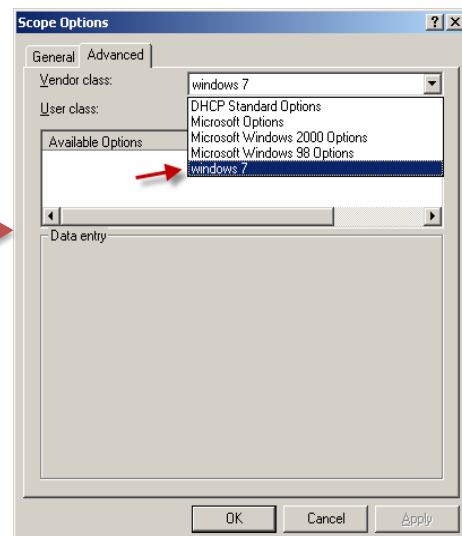 Scope Options
General Advanced
Vendor class: windows 7
User class: DHCP Standard Options
Microsoft Options
Available Options Microsoft Windows 2000 Options
Microsoft Windows 98 Options
windows 7
Data entry
OK Cancel Apply